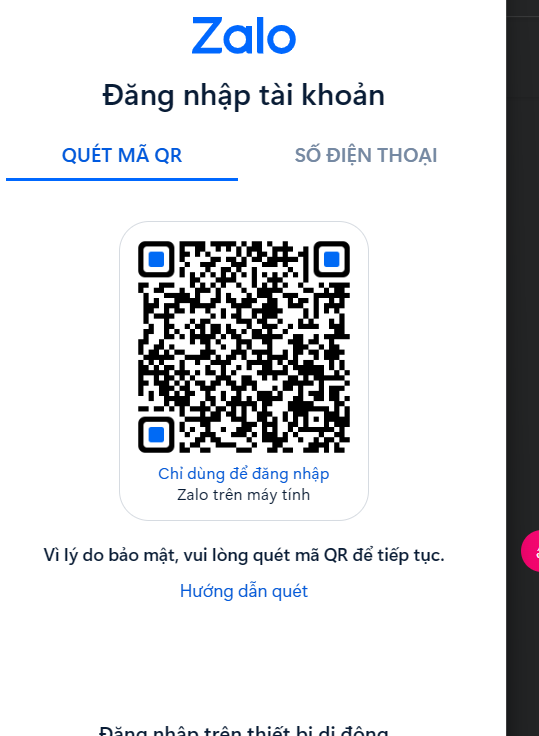 Zalo
Đăng nhập tài khoản
QUÉT MÃ QR
SỐ ĐIỆN THOẠI
Chỉ dùng để đăng nhập
Zalo trên máy tính
Vì lý do bảo mật, vui lòng quét mã QR để tiếp tục.
Hướng dẫn quét
Đăng nhập trên thiết bị di động